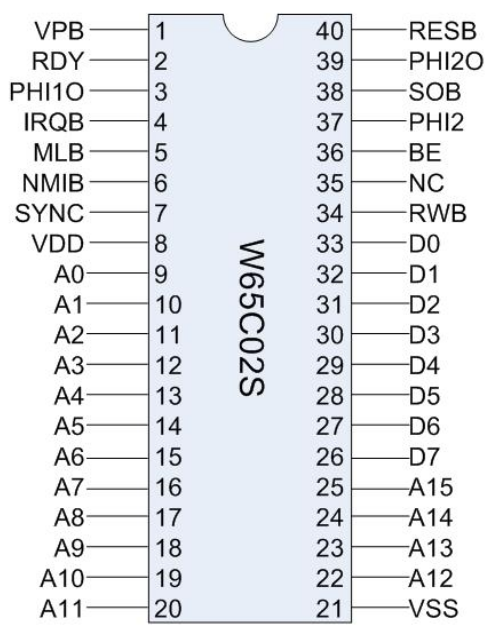 VPB 1 40 RESB
RDY 2 39 PHI2O
PHI1O 3 38 SOB
IRQB 4 37 PHI2
MLB 5 36 BE
NMIB 6 35 NC
SYNC 7 34 RWB
VDD 8 33 D0
A0 9 32 D1
A1 10 31 D2
A2 11 30 D3
A3 12 29 D4
A4 13 28 D5
A5 14 27 D6
A6 15 26 D7
A7 16 25 A15
A8 17 24 A14
A9 18 23 A13
A10 19 22 A12
A11 20 21 VSS
W65C02S